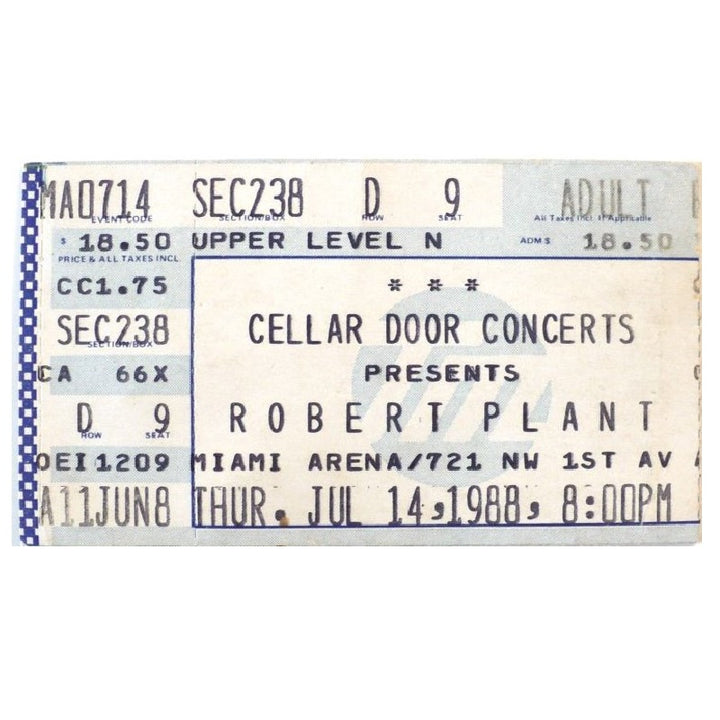 MA0714 SEC238 D 9 ADULT
EVENT CODE SECTION/BOX ROW SEAT All Taxes Incl. If Applicable
$ 18.50 UPPER LEVEL N ADM $ 18.50
PRICE & ALL TAXES INCL
CC1.75 * * *
SEC238 CELLAR DOOR CONCERTS
SECTION/BOX
CA 66X PRESENTS
D 9 ROBERT PLANT
ROW SEAT
OEI1209 MIAMI ARENA/721 NW 1ST AV
A11JUN8 THUR. JUL 14,1988, 8:00PM